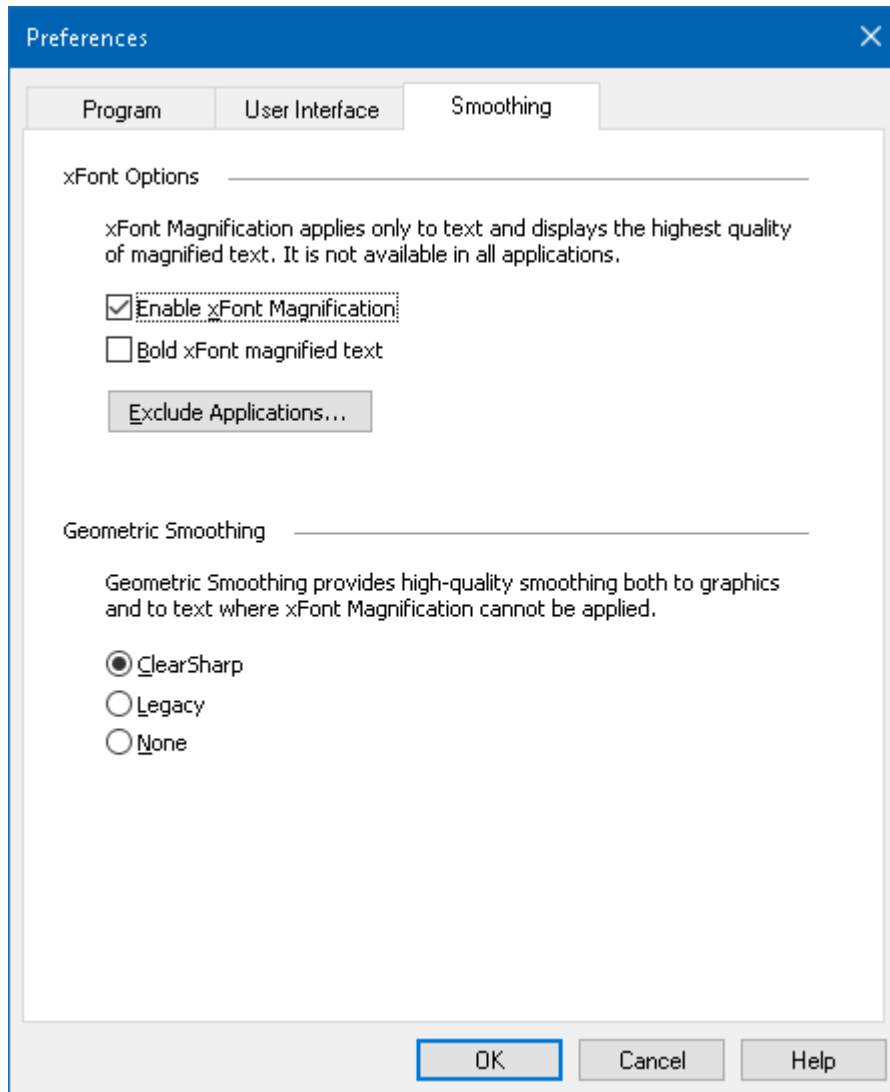 Preferences
Program
User Interface
Smoothing
xFont Options
xFont Magnification applies only to text and displays the highest quality
of magnified text. It is not available in all applications.
Enable xFont Magnification
Bold xFont magnified text
Exclude Applications...
Geometric Smoothing
Geometric Smoothing provides high-quality smoothing both to graphics
and to text where xFont Magnification cannot be applied.
ClearSharp
Legacy
None
OK
Cancel
Help